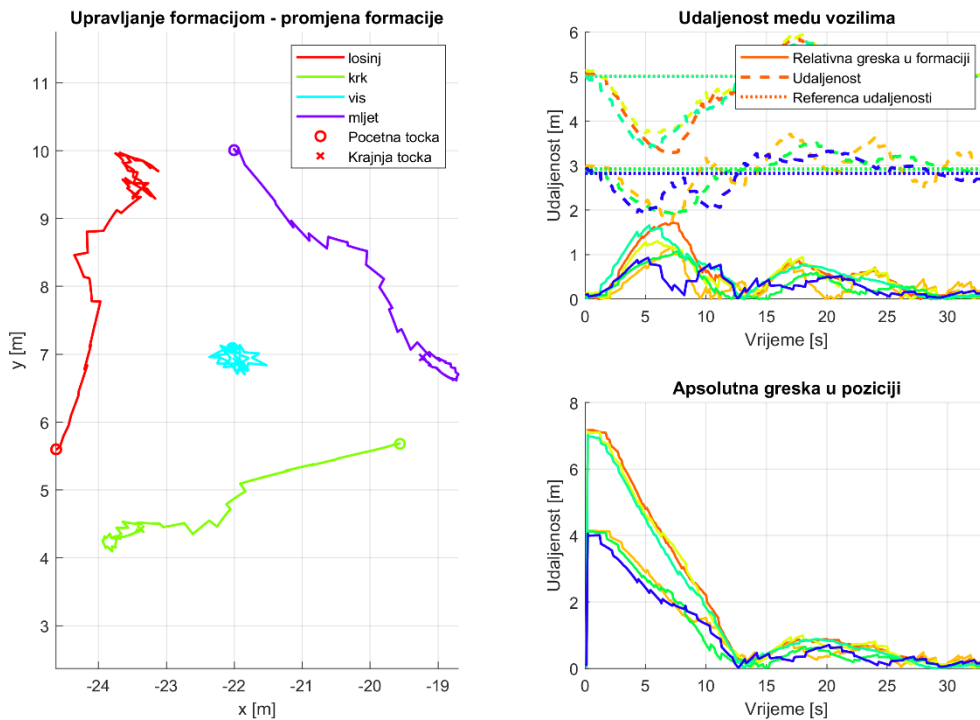 Upravljanje formacijom - promjena formacije
losinj
krk
vis
mljet
Pocetna tocka
Krajnja tocka
11
10
9
8
7
6
5
4
3
y [m]
-24
-23
-22
-21
-20
-19
x [m]
Udaljenost medu vozilima
Relativna greska u formaciji
Udaljenost
Referenca udaljenosti
6
5
4
3
2
1
0
Udaljenost [m]
0
5
10
15
20
25
30
Vrijeme [s]
Apsolutna greska u poziciji
8
6
4
2
0
Udaljenost [m]
0
5
10
15
20
25
30
Vrijeme [s]